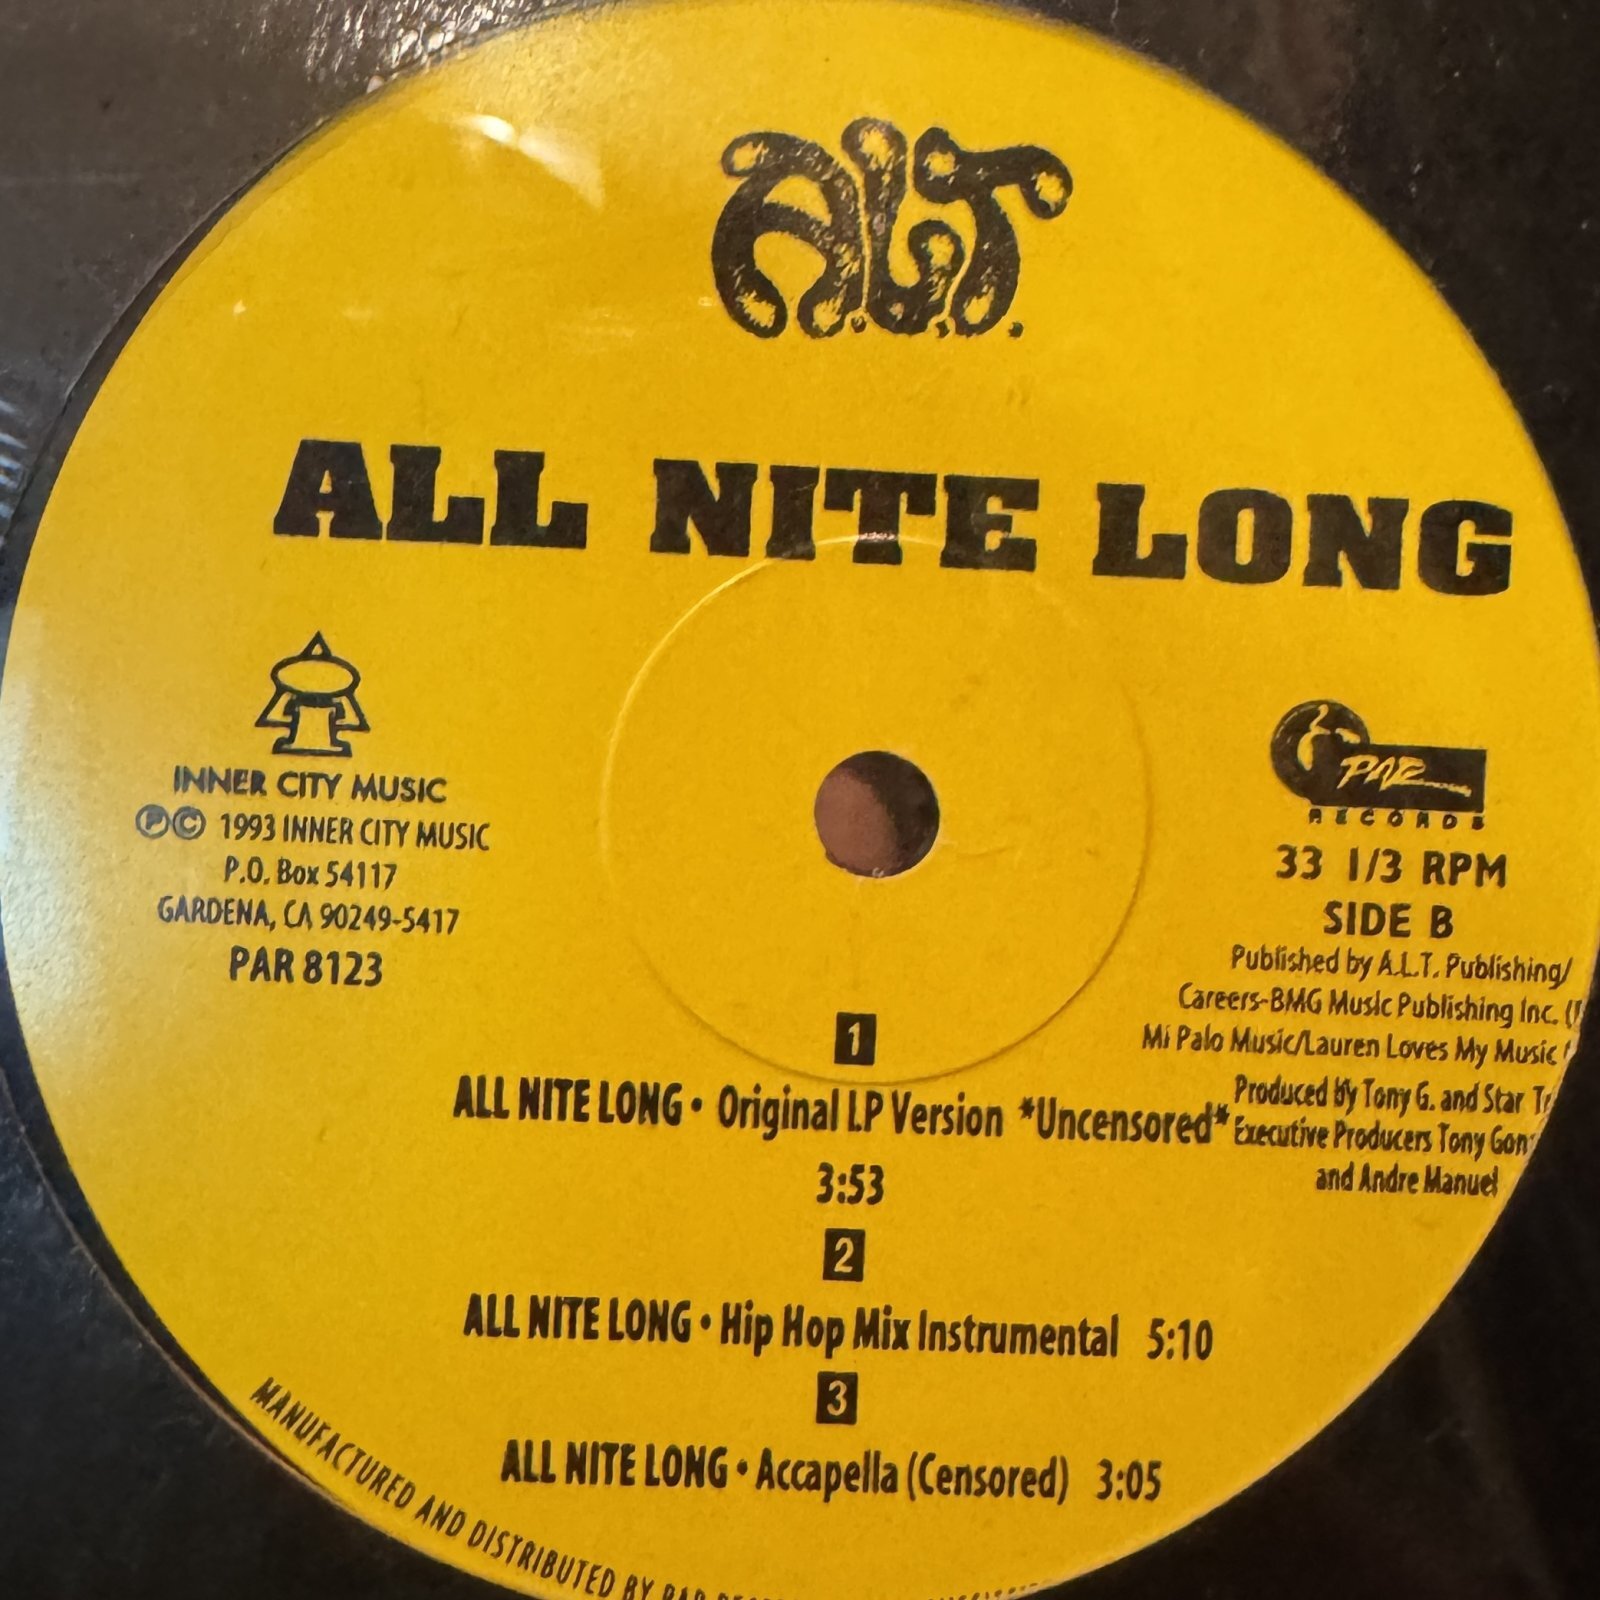 A.L.T.
ALL NITE LONG
INNER CITY MUSIC
Ⓟ© 1993 INNER CITY MUSIC
P.O. Box 54117
GARDENA, CA 90249-5417
PAR 8123
PAR
RECORDS
33 1/3 RPM
SIDE B
Published by A.L.T. Publishing/
Careers-BMG Music Publishing Inc.
Mi Palo Music/Lauren Loves My Music
Produced by Tony G. and Star
Executive Producers Tony
and Andre Manuel
1
ALL NITE LONG • Original LP Version *Uncensored*
3:53
2
ALL NITE LONG • Hip Hop Mix Instrumental 5:10
3
ALL NITE LONG • Accapella (Censored) 3:05
MANUFACTURED AND DISTRIBUTED BY PAR